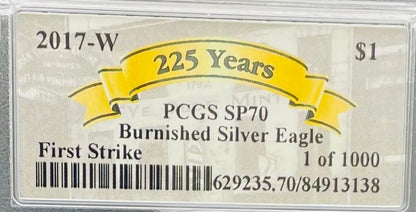 2017-W $1
225 Years
PCGS SP70
Burnished Silver Eagle
First Strike 1 of 1000
629235.70/84913138